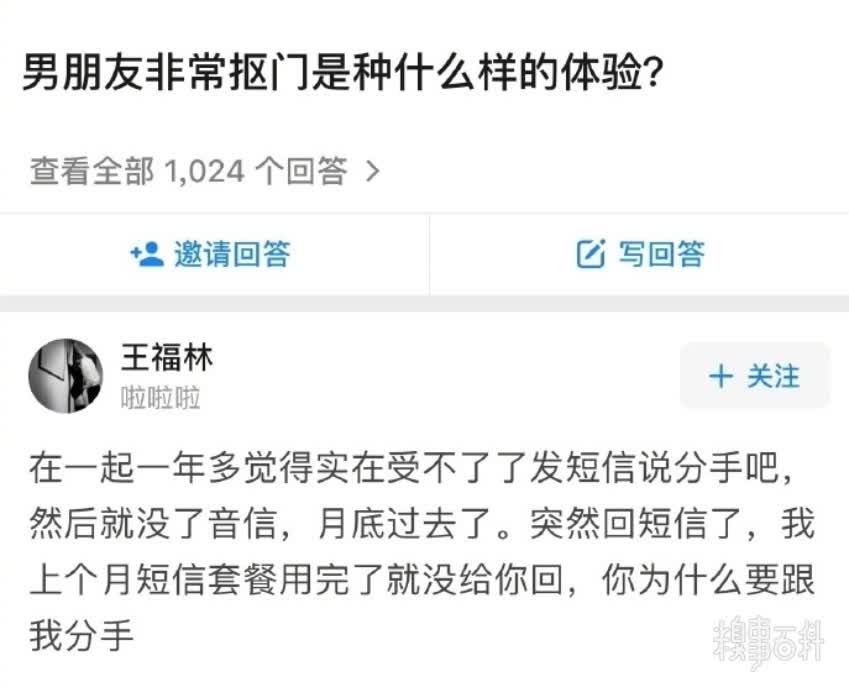 男朋友非常抠门是种什么样的体验?
查看全部 1,024 个回答 >
邀请回答
写回答
王福林
啦啦啦
+ 关注
在一起一年多觉得实在受不了了发短信说分手吧，
然后就没了音信，月底过去了。突然回短信了，我
上个月短信套餐用完了就没给你回，你为什么要跟
我分手
糗事百科